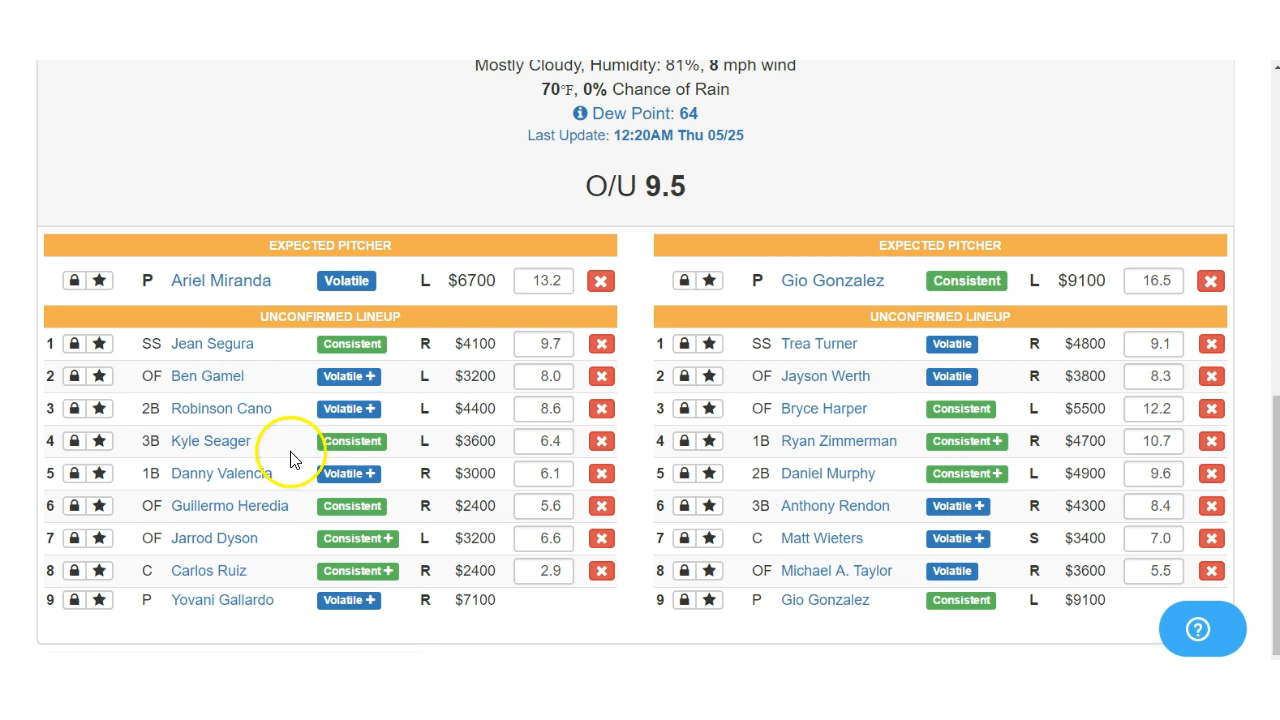 Mostly Cloudy, Humidity: 81%, 8 mph wind
70°F, 0% Chance of Rain
Dew Point: 64
Last Update: 12:20AM Thu 05/25
O/U 9.5
EXPECTED PITCHER
P Ariel Miranda Volatile L $6700 13.2
UNCONFIRMED LINEUP
1 SS Jean Segura Consistent R $4100 9.7
2 OF Ben Gamel Volatile + L $3200 8.0
3 2B Robinson Cano Volatile + L $4400 8.6
4 3B Kyle Seager Consistent L $3600 6.4
5 1B Danny Valencia Volatile + R $3000 6.1
6 OF Guillermo Heredia Consistent R $2400 5.6
7 OF Jarrod Dyson Consistent + L $3200 6.6
8 C Carlos Ruiz Consistent + R $2400 2.9
9 P Yovani Gallardo Volatile + R $7100
EXPECTED PITCHER
P Gio Gonzalez Consistent L $9100 16.5
UNCONFIRMED LINEUP
1 SS Trea Turner Volatile R $4800 9.1
2 OF Jayson Werth Volatile R $3800 8.3
3 OF Bryce Harper Consistent L $5500 12.2
4 1B Ryan Zimmerman Consistent + R $4700 10.7
5 2B Daniel Murphy Consistent + L $4900 9.6
6 3B Anthony Rendon Volatile + R $4300 8.4
7 C Matt Wieters Volatile + S $3400 7.0
8 OF Michael A. Taylor Volatile R $3600 5.5
9 P Gio Gonzalez Consistent L $9100